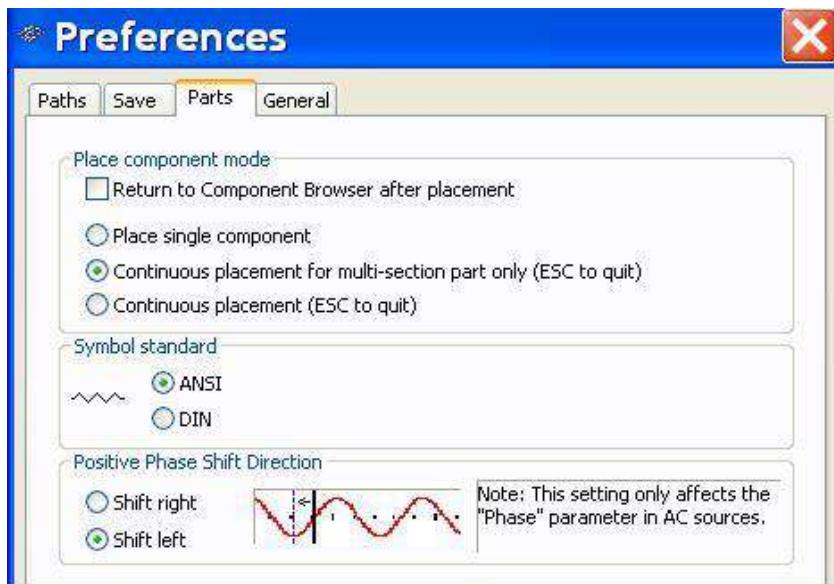 Preferences
Paths Save Parts General
Place component mode
Return to Component Browser after placement
Place single component
Continuous placement for multi-section part only (ESC to quit)
Continuous placement (ESC to quit)
Symbol standard
ANSI
DIN
Positive Phase Shift Direction
Shift right
Shift left
Note: This setting only affects the
"Phase" parameter in AC sources.